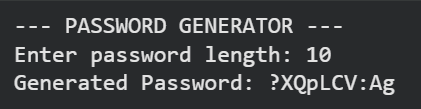 --- PASSWORD GENERATOR ---
Enter password length: 10
Generated Password: ?XQpLCV:Ag